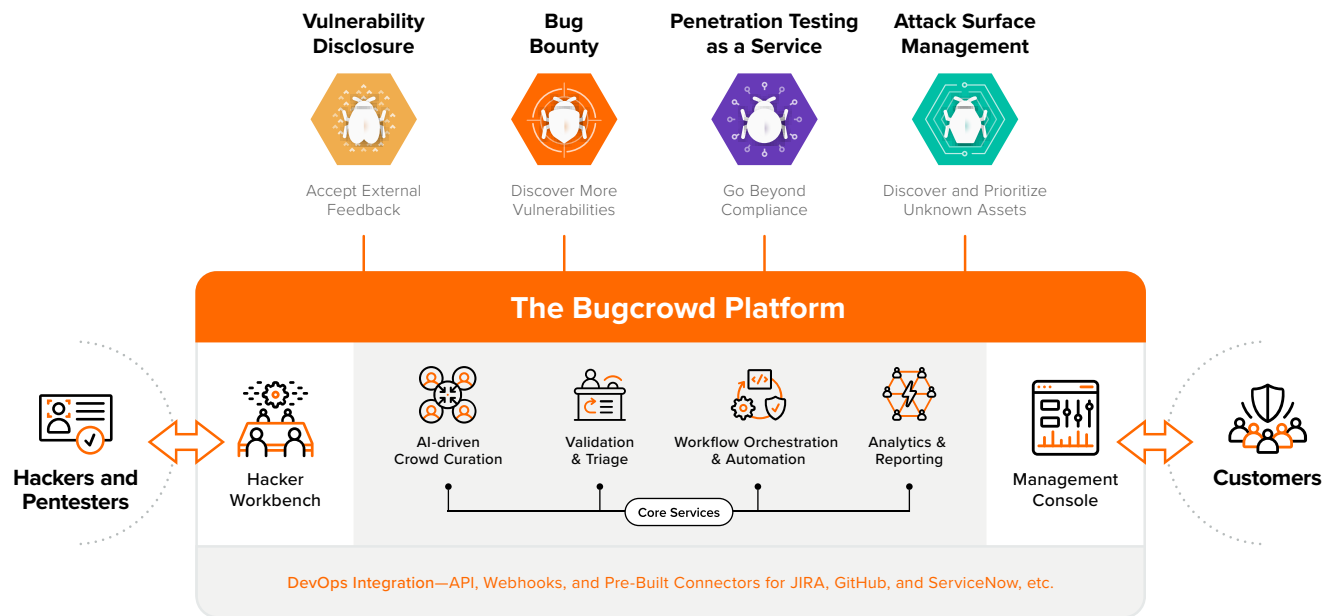 Vulnerability
Disclosure
Bug
Bounty
Penetration Testing
as a Service
Attack Surface
Management
Accept External
Feedback
Discover More
Vulnerabilities
Go Beyond
Compliance
Discover and Prioritize
Unknown Assets
The Bugcrowd Platform
Hackers and
Pentesters
Hacker
Workbench
AI-driven
Crowd Curation
Validation
& Triage
</>
Workflow Orchestration
& Automation
Analytics &
Reporting
Core Services
Management
Console
Customers
DevOps Integration—API, Webhooks, and Pre-Built Connectors for JIRA, GitHub, and ServiceNow, etc.